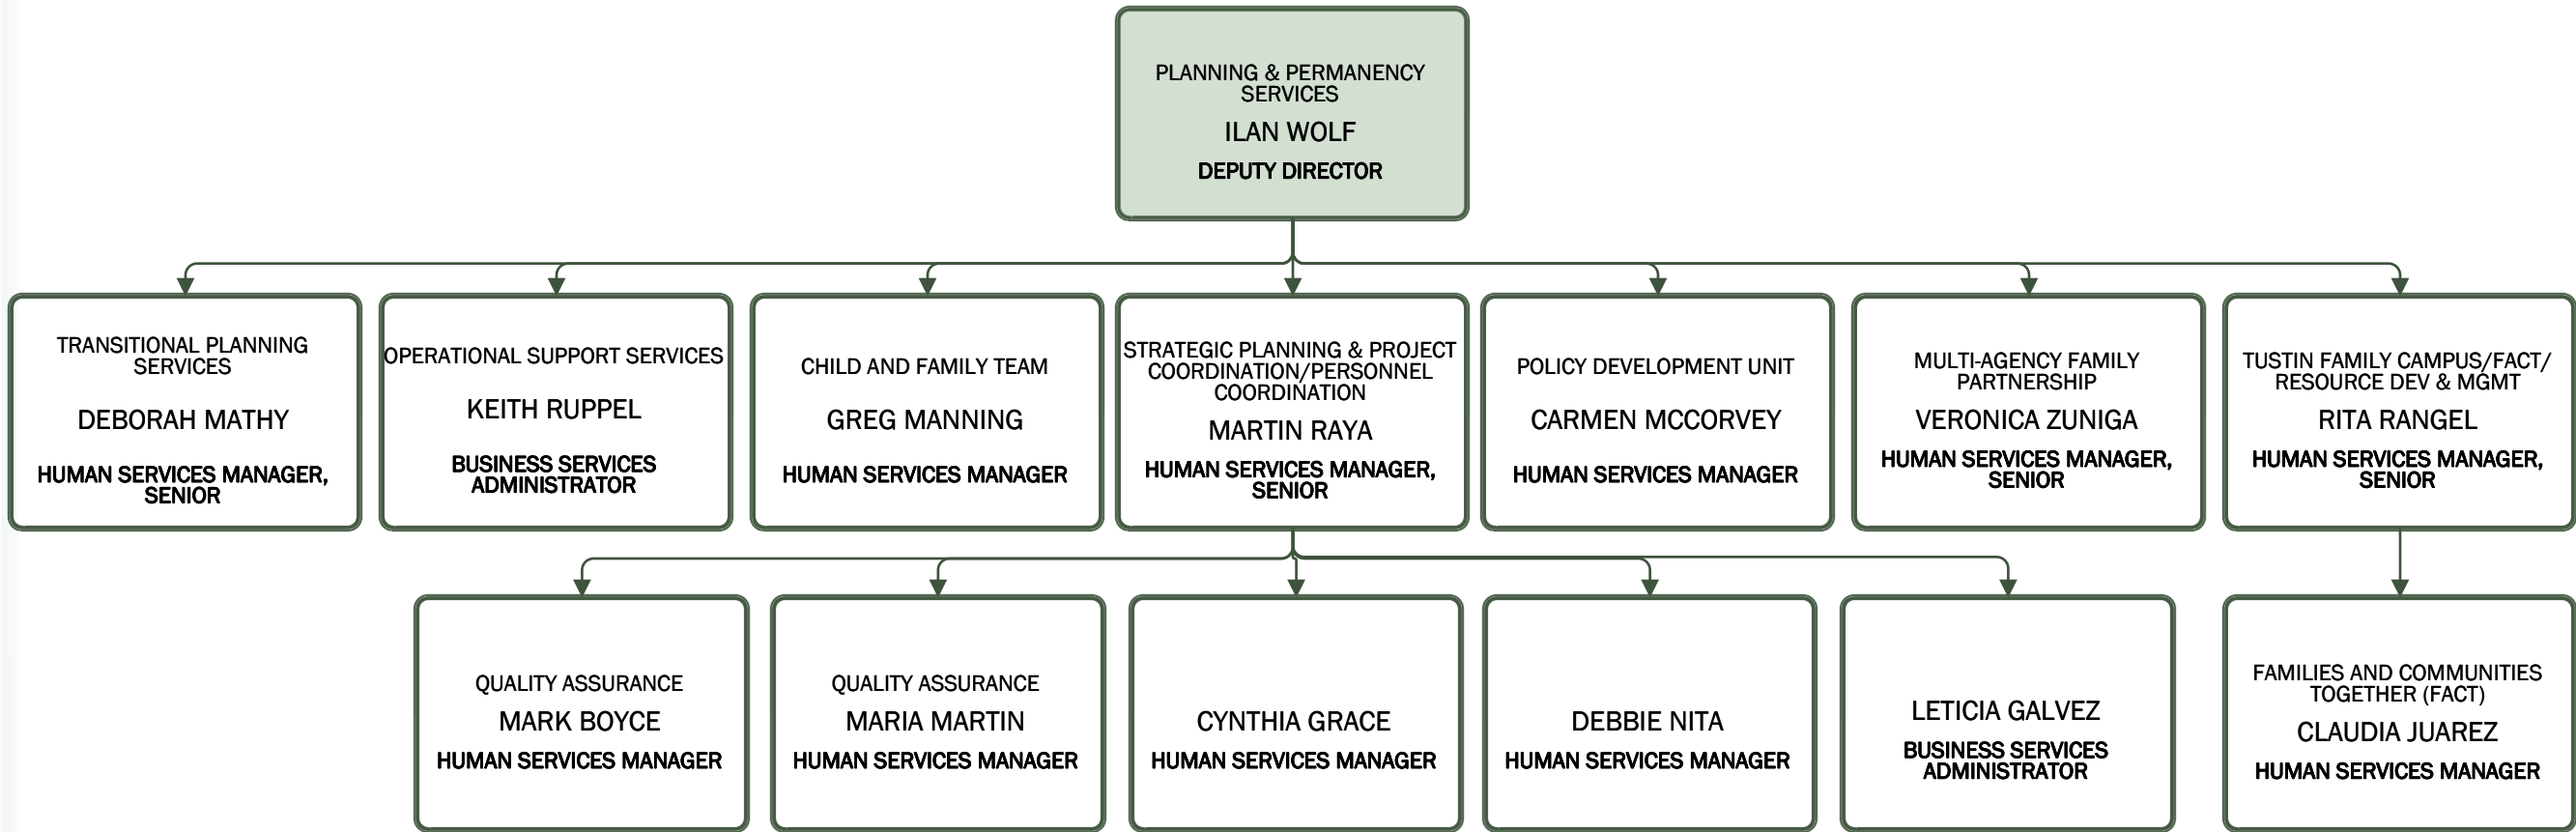 PLANNING & PERMANENCY
SERVICES
ILAN WOLF
DEPUTY DIRECTOR
TRANSITIONAL PLANNING
SERVICES
DEBORAH MATHY
HUMAN SERVICES MANAGER,
SENIOR
OPERATIONAL SUPPORT SERVICES
KEITH RUPPEL
BUSINESS SERVICES
ADMINISTRATOR
CHILD AND FAMILY TEAM
GREG MANNING
HUMAN SERVICES MANAGER
STRATEGIC PLANNING & PROJECT
COORDINATION/PERSONNEL
COORDINATION
MARTIN RAYA
HUMAN SERVICES MANAGER,
SENIOR
POLICY DEVELOPMENT UNIT
CARMEN MCCORVEY
HUMAN SERVICES MANAGER
MULTI-AGENCY FAMILY
PARTNERSHIP
VERONICA ZUNIGA
HUMAN SERVICES MANAGER,
SENIOR
TUSTIN FAMILY CAMPUS/FACT/
RESOURCE DEV & MGMT
RITA RANGEL
HUMAN SERVICES MANAGER,
SENIOR
QUALITY ASSURANCE
MARK BOYCE
HUMAN SERVICES MANAGER
QUALITY ASSURANCE
MARIA MARTIN
HUMAN SERVICES MANAGER
CYNTHIA GRACE
HUMAN SERVICES MANAGER
DEBBIE NITA
HUMAN SERVICES MANAGER
LETICIA GALVEZ
BUSINESS SERVICES
ADMINISTRATOR
FAMILIES AND COMMUNITIES
TOGETHER (FACT)
CLAUDIA JUAREZ
HUMAN SERVICES MANAGER